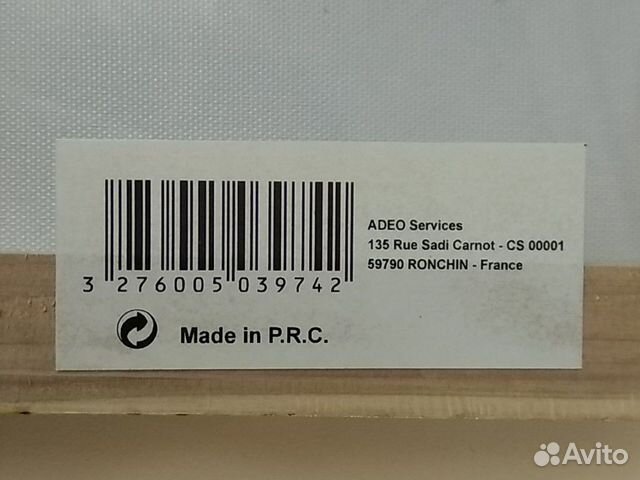 ADEO Services
135 Rue Sadi Carnot - CS 00001
59790 RONCHIN - France
3 276005 039742
Made in P.R.C.
Avito